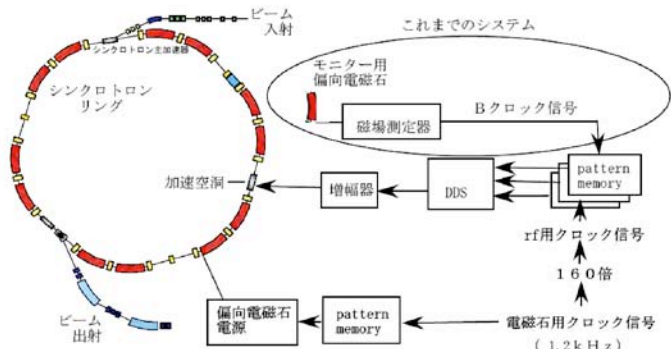 ビーム
入射
シンクロトロン主加速器
シンクロトロン
リング
これまでのシステム
モニター用
偏向電磁石
磁場測定器
Bクロック信号
加速空洞
増幅器
DDS
pattern
memory
rf用クロック信号
160倍
ビーム
出射
偏向電磁石
電源
pattern
memory
電磁石用クロック信号
(1.2kHz)